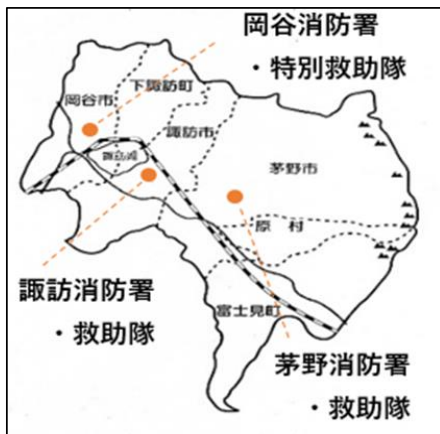 岡谷消防署
・特別救助隊
下諏訪町
岡谷市
諏訪市
諏訪湖
茅野市
原村
諏訪消防署
・救助隊
富士見町
茅野消防署
・救助隊